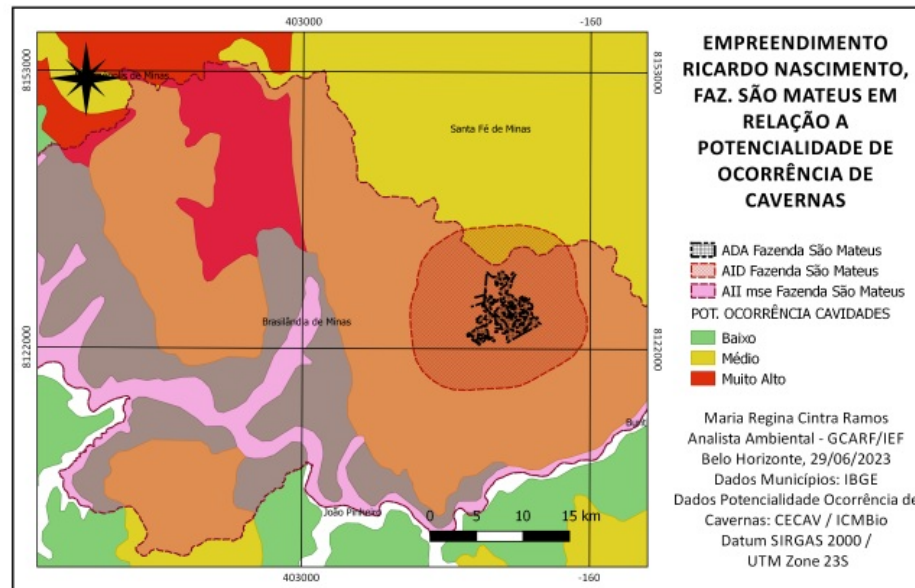 403000
-160
8153000
8153000
Santa Fé de Minas
Brasilândia de Minas
8122000
8122000
João Pinheiro
0 5 10 15 km
403000
-160
EMPREENDIMENTO
RICARDO NASCIMENTO,
FAZ. SÃO MATEUS EM
RELAÇÃO A
POTENCIALIDADE DE
OCORRÊNCIA DE
CAVERNAS
ADA Fazenda São Mateus
AID Fazenda São Mateus
AII mse Fazenda São Mateus
POT. OCORRÊNCIA CAVIDADES
Baixo
Médio
Muito Alto
Maria Regina Cintra Ramos
Analista Ambiental - GCARF/IEF
Belo Horizonte, 29/06/2023
Dados Municípios: IBGE
Dados Potencialidade Ocorrência de
Cavernas: CECAV / ICMBio
Datum SIRGAS 2000 /
UTM Zone 23S